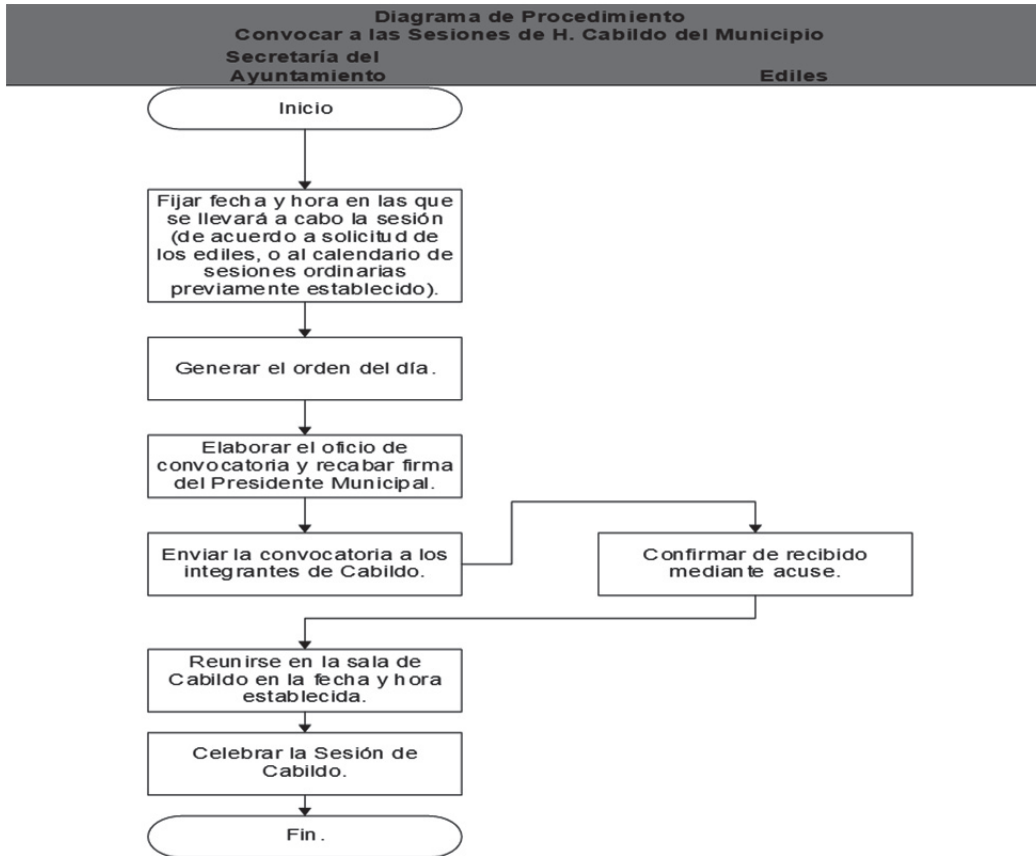 Diagrama de Procedimiento
Convocar a las Sesiones de H. Cabildo del Municipio
Secretaría del
Ayuntamiento
Ediles
Inicio
Fijar fecha y hora en las que
se llevará a cabo la sesión
(de acuerdo a solicitud de
los ediles, o al calendario de
sesiones ordinarias
previamente establecido).
Generar el orden del día.
Elaborar el oficio de
convocatoria y recabar firma
del Presidente Municipal.
Enviar la convocatoria a los
integrantes de Cabildo.
Confirmar de recibido
mediante acuse.
Reunirse en la sala de
Cabildo en la fecha y hora
establecida.
Celebrar la Sesión de
Cabildo.
Fin.